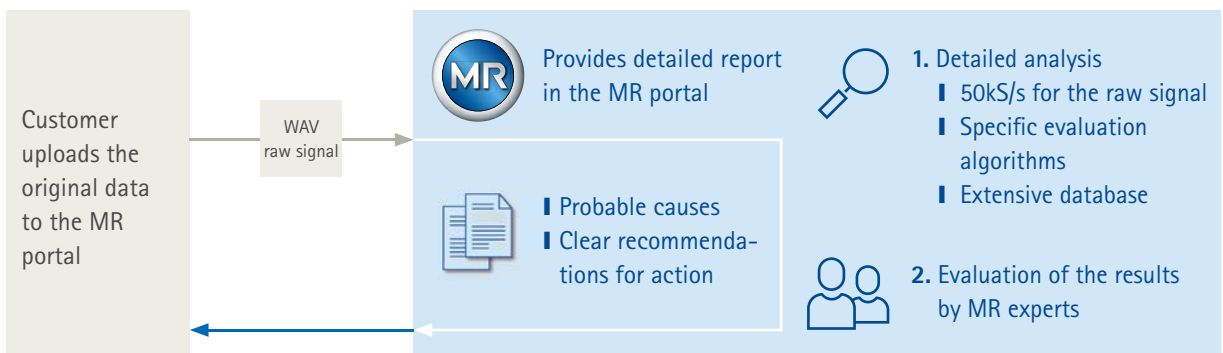 Customer
uploads the
original data
to the MR
portal
WAV
raw signal
MR
Provides detailed report
in the MR portal
Probable causes
Clear recommenda-
tions for action
1. Detailed analysis
50kS/s for the raw signal
Specific evaluation
algorithms
Extensive database
2. Evaluation of the results
by MR experts